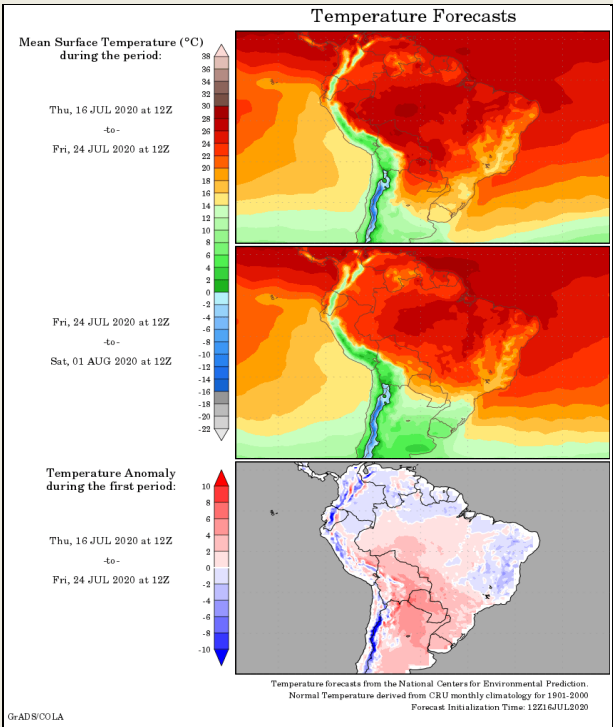 Temperature Forecasts
Mean Surface Temperature (°C)
during the period:
38
36
34
32
30
28
26
24
22
20
18
16
14
12
10
8
6
4
2
0
-2
-4
-6
-8
-10
-12
-14
-16
-18
-20
-22
Thu, 16 JUL 2020 at 12Z
-to-
Fri, 24 JUL 2020 at 12Z
Fri, 24 JUL 2020 at 12Z
-to-
Sat, 01 AUG 2020 at 12Z
Temperature Anomaly
during the first period:
10
8
6
4
2
0
-2
-4
-6
-8
-10
Thu, 16 JUL 2020 at 12Z
-to-
Fri, 24 JUL 2020 at 12Z
Temperature forecasts from the National Centers for Environmental Prediction.
Normal Temperature derived from CRU monthly climatology for 1901-2000
Forecast Initialization Time: 12Z16JUL2020
GrADS/COLA